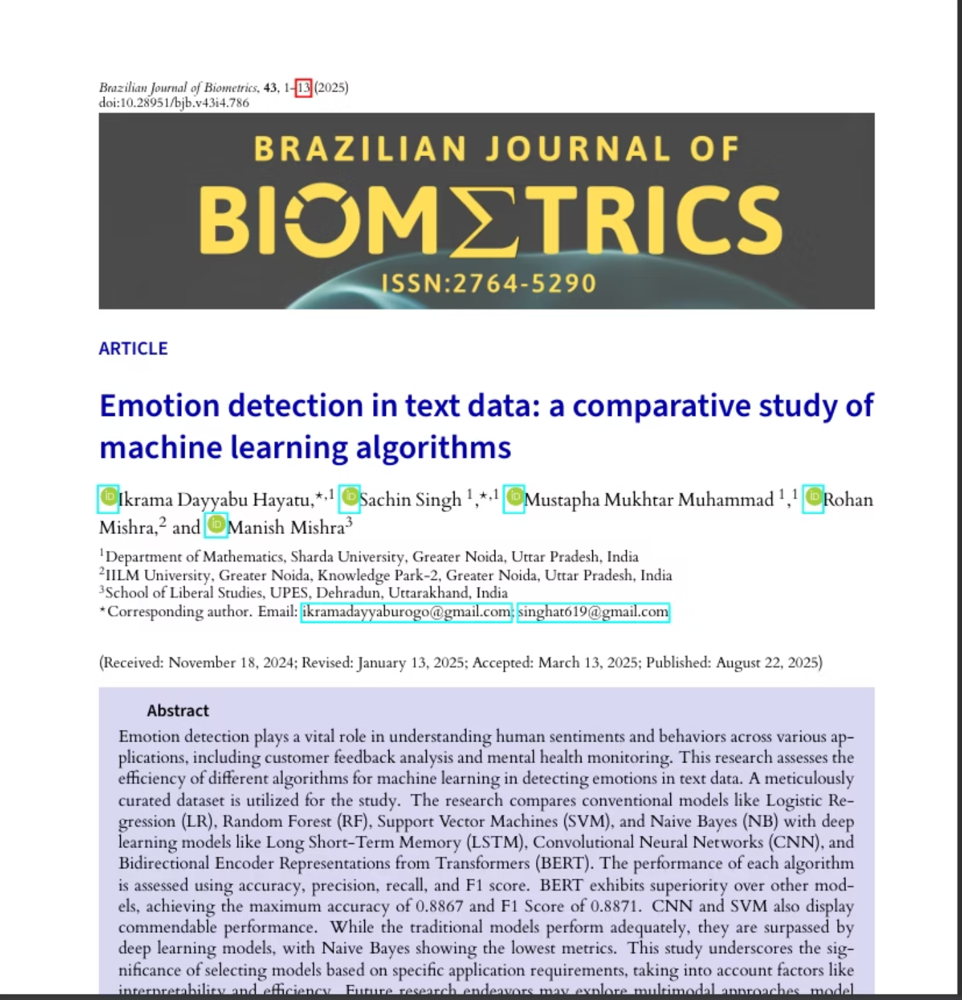 Brazilian Journal of Biometrics, 43, 1–13 (2025)
doi:10.28951/bjb.v43i4.786
BRAZILIAN JOURNAL OF
BIOMΣTRICS
ISSN:2764-5290
ARTICLE
Emotion detection in text data: a comparative study of
machine learning algorithms
iD Ikrama Dayyabu Hayatu,*,1 iD Sachin Singh 1,*,1 iD Mustapha Mukhtar Muhammad 1,1 iD Rohan
Mishra,2 and iD Manish Mishra3
1Department of Mathematics, Sharda University, Greater Noida, Uttar Pradesh, India
2IILM University, Greater Noida, Knowledge Park-2, Greater Noida, Uttar Pradesh, India
3School of Liberal Studies, UPES, Dehradun, Uttarakhand, India
*Corresponding author. Email: ikramadayyaburogo@gmail.com; singhat619@gmail.com
(Received: November 18, 2024; Revised: January 13, 2025; Accepted: March 13, 2025; Published: August 22, 2025)
Abstract
Emotion detection plays a vital role in understanding human sentiments and behaviors across various ap-
plications, including customer feedback analysis and mental health monitoring. This research assesses the
efficiency of different algorithms for machine learning in detecting emotions in text data. A meticulously
curated dataset is utilized for the study. The research compares conventional models like Logistic Re-
gression (LR), Random Forest (RF), Support Vector Machines (SVM), and Naive Bayes (NB) with deep
learning models like Long Short-Term Memory (LSTM), Convolutional Neural Networks (CNN), and
Bidirectional Encoder Representations from Transformers (BERT). The performance of each algorithm
is assessed using accuracy, precision, recall, and F1 score. BERT exhibits superiority over other mod-
els, achieving the maximum accuracy of 0.8867 and F1 Score of 0.8871. CNN and SVM also display
commendable performance. While the traditional models perform adequately, they are surpassed by
deep learning models, with Naive Bayes showing the lowest metrics. This study underscores the sig-
nificance of selecting models based on specific application requirements, taking into account factors like
interpretability and efficiency. Future research endeavors may explore multimodal approaches, model